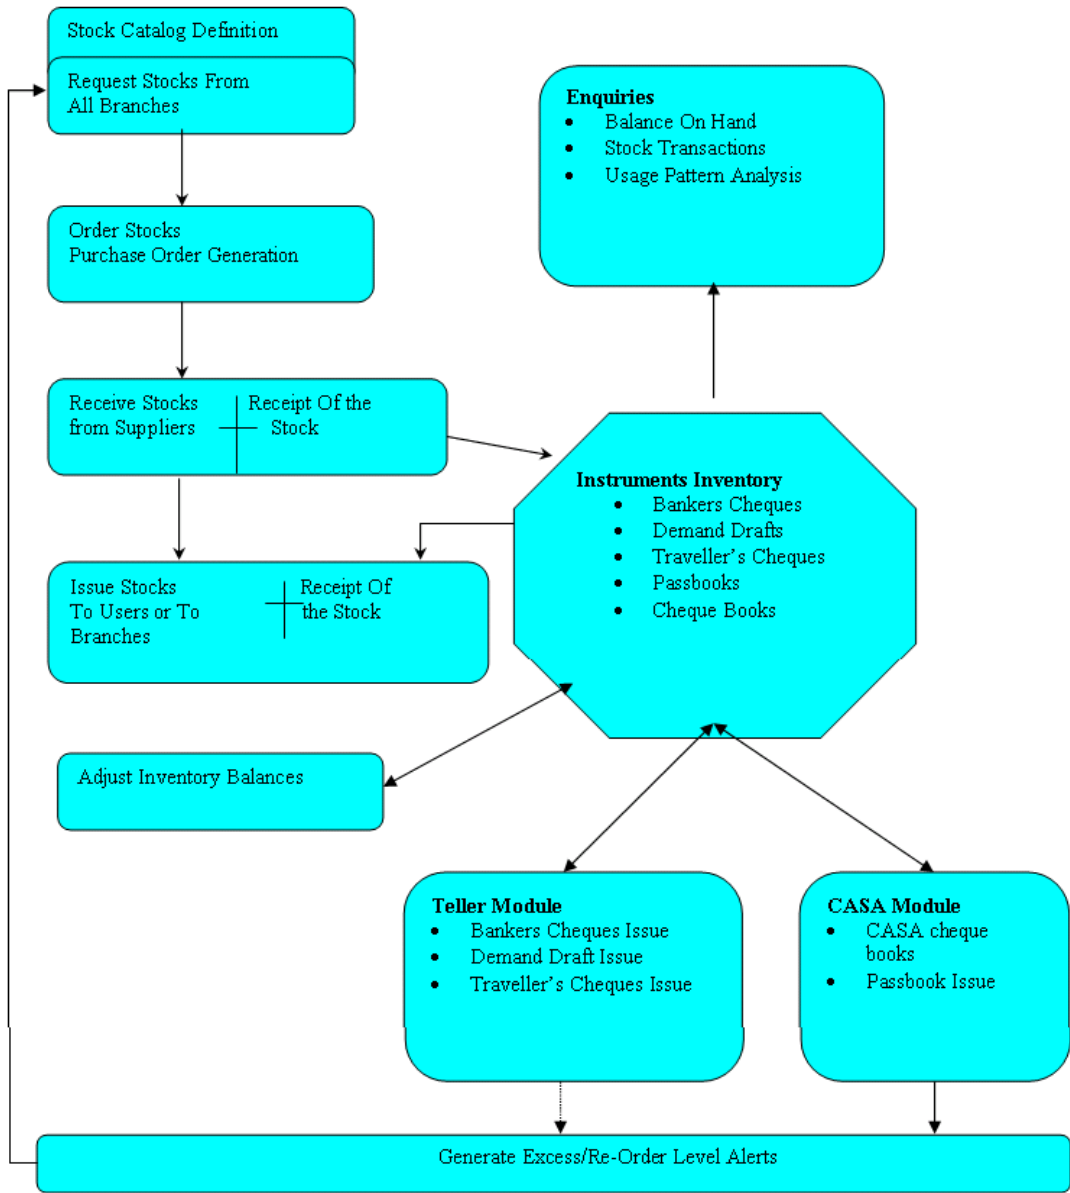 Stock Catalog Definition
Request Stocks From
All Branches
Enquiries
• Balance On Hand
• Stock Transactions
• Usage Pattern Analysis
Order Stocks
Purchase Order Generation
Receive Stocks
from Suppliers
Receipt Of the
Stock
Instruments Inventory
• Bankers Cheques
• Demand Drafts
• Traveller's Cheques
• Passbooks
• Cheque Books
Issue Stocks
To Users or To
Branches
Receipt Of
the Stock
Adjust Inventory Balances
Teller Module
• Bankers Cheques Issue
• Demand Draft Issue
• Traveller's Cheques Issue
CASA Module
• CASA cheque
books
• Passbook Issue
Generate Excess/Re-Order Level Alerts